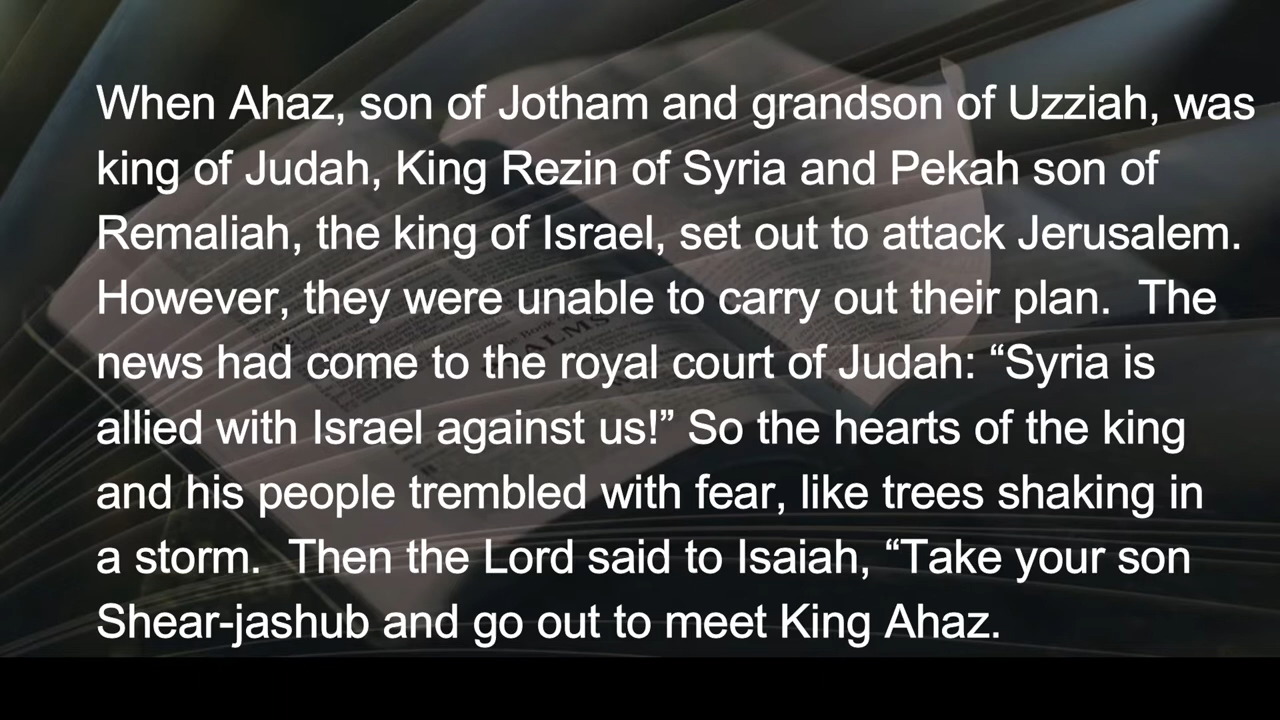 When Ahaz, son of Jotham and grandson of Uzziah, was
king of Judah, King Rezin of Syria and Pekah son of
Remaliah, the king of Israel, set out to attack Jerusalem.
However, they were unable to carry out their plan.  The
news had come to the royal court of Judah: “Syria is
allied with Israel against us!” So the hearts of the king
and his people trembled with fear, like trees shaking in
a storm.  Then the Lord said to Isaiah, “Take your son
Shear-jashub and go out to meet King Ahaz.